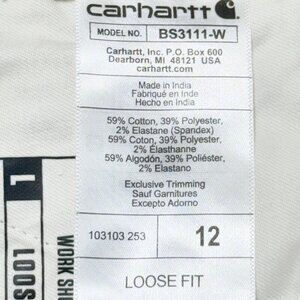 carhartt
MODEL NO. BS3111-W
Carhartt, Inc. P.O. Box 600
Dearborn, MI 48121 USA
carhartt.com
Made in India
Fabriqué en Inde
Hecho en India
59% Cotton, 39% Polyester,
2% Elastane (Spandex)
59% Coton, 39% Polyester,
2% Élasthanne
59% Algodón, 39% Poliéster,
2% Elastano
Exclusive Trimming
Sauf Garnitures
Excepto Adorno
103103 253 12
LOOSE FIT
L
LOOS
WORK SH